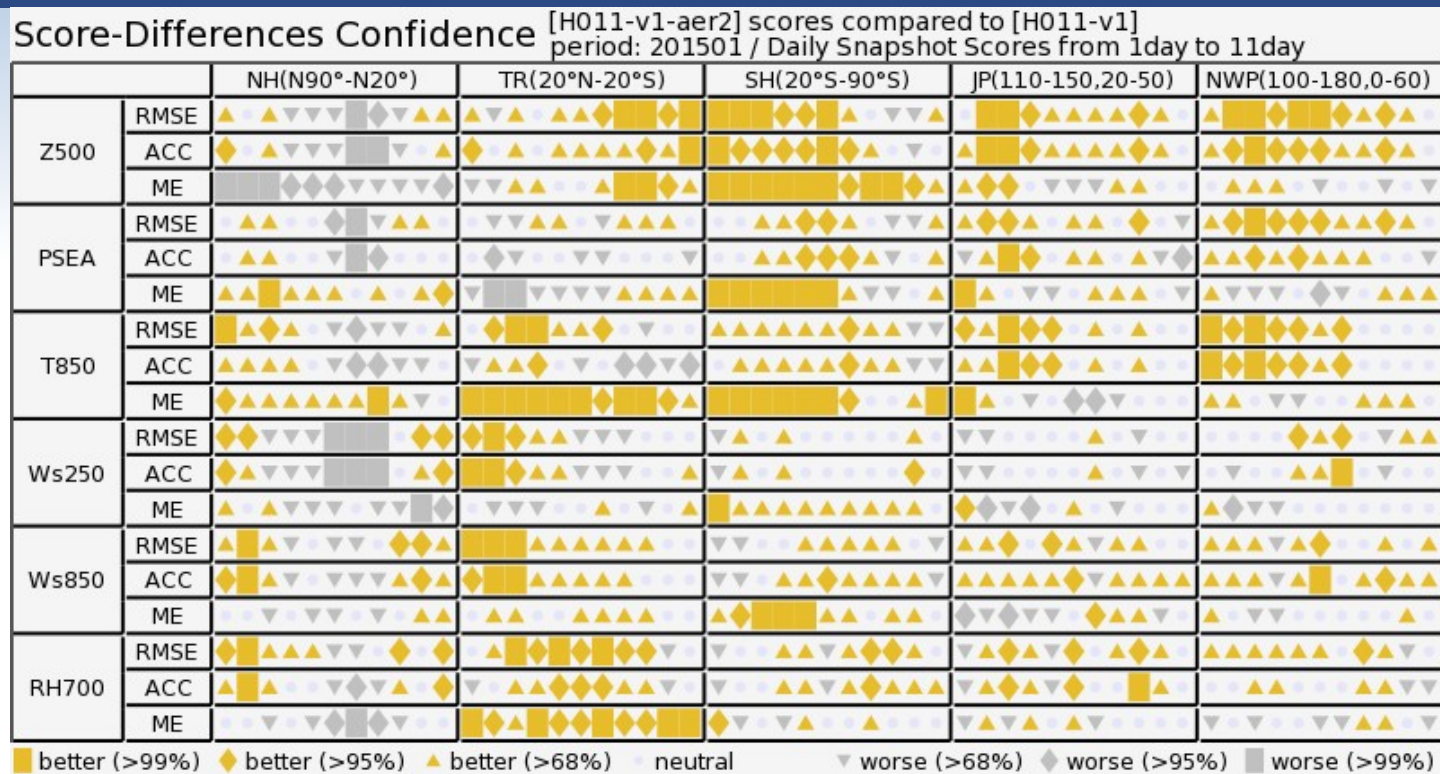 Score-Differences Confidence
[H011-v1-aer2] scores compared to [H011-v1]
period: 201501 / Daily Snapshot Scores from 1day to 11day
NH(N90°-N20°) TR(20°N-20°S) SH(20°S-90°S) JP(110-150,20-50) NWP(100-180,0-60)
Z500
RMSE
ACC
ME
PSEA
RMSE
ACC
ME
T850
RMSE
ACC
ME
Ws250
RMSE
ACC
ME
Ws850
RMSE
ACC
ME
RH700
RMSE
ACC
ME
better (>99%) better (>95%) better (>68%) neutral worse (>68%) worse (>95%) worse (>99%)